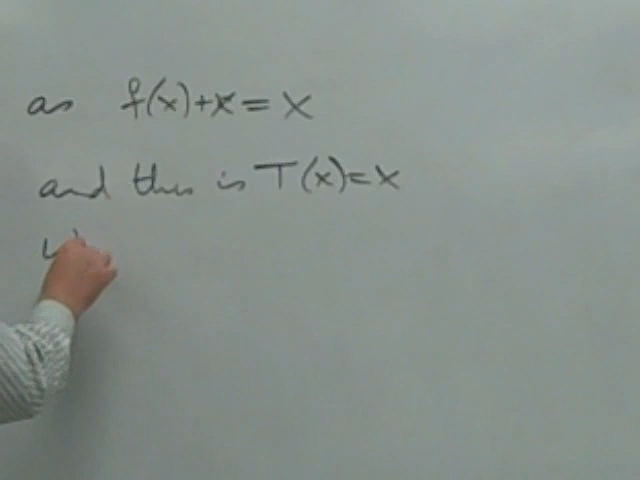 as f(x)+x=x
and this is T(x)=x